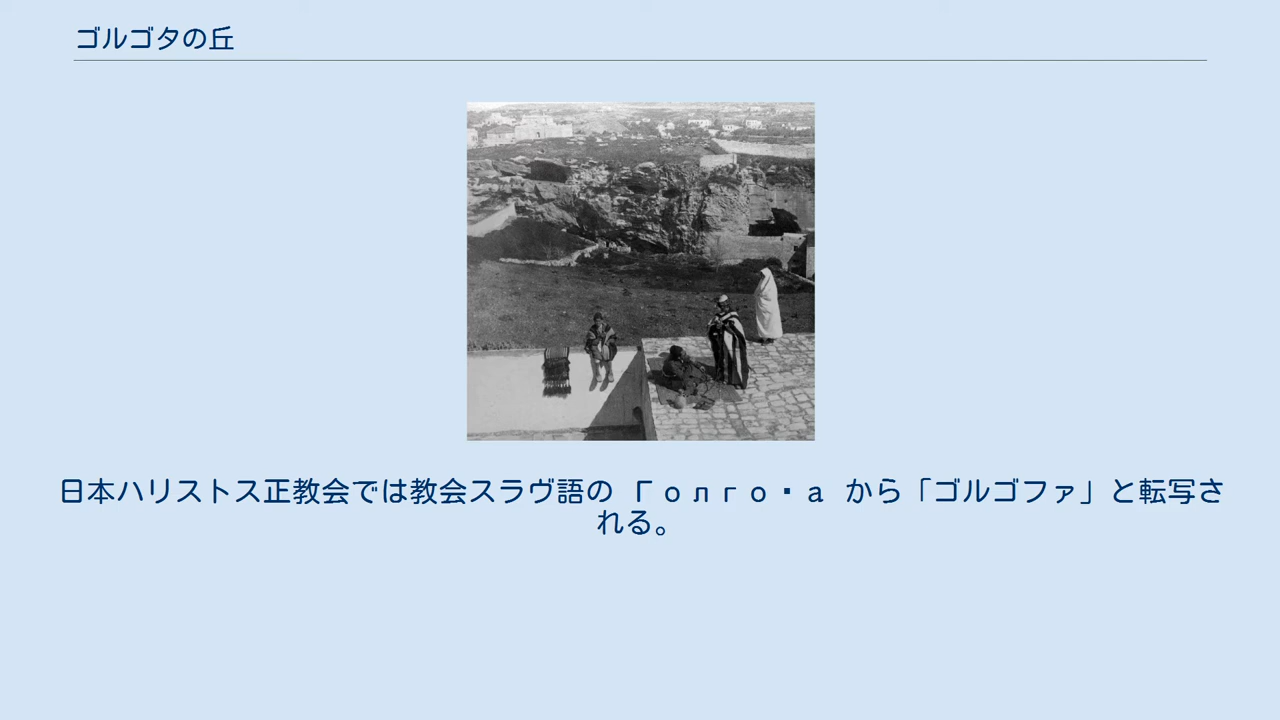 ゴルゴタの丘
日本ハリストス正教会では教会スラヴ語の Голго▪а から「ゴルゴファ」と転写さ
れる。